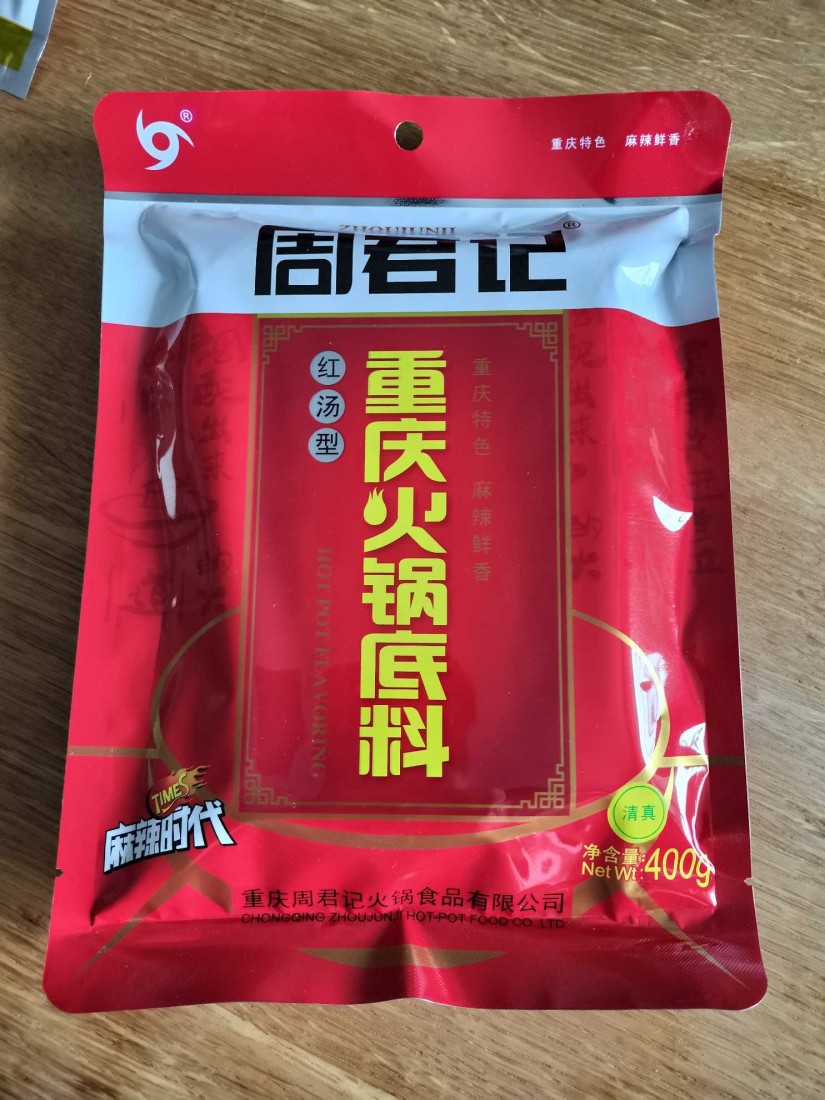 重庆特色 麻辣鲜香
ZHOUJUNJI
周君记
红汤型
重庆火锅底料
重庆特色 麻辣鲜香
HOT POT FLAVORING
TIMES
麻辣时代
清真
净含量:
Net Wt: 400g
重庆周君记火锅食品有限公司
CHONGQING ZHOUJUNJI HOT-POT FOOD CO.,LTD